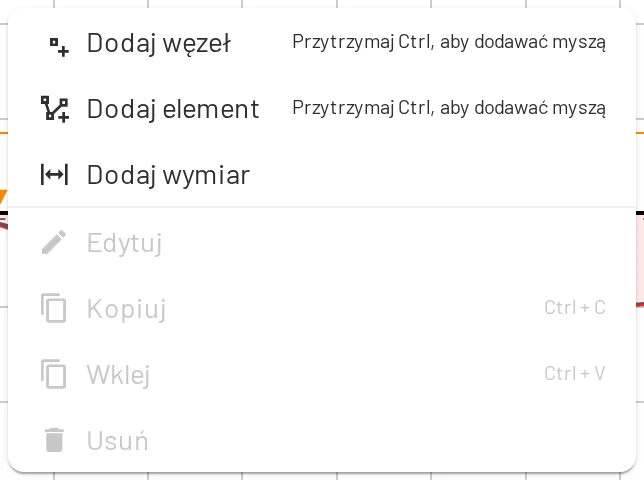 Dodaj węzeł Przytrzymaj Ctrl, aby dodawać myszą
Dodaj element Przytrzymaj Ctrl, aby dodawać myszą
Dodaj wymiar
Edytuj
Kopiuj Ctrl + C
Wklej Ctrl + V
Usuń